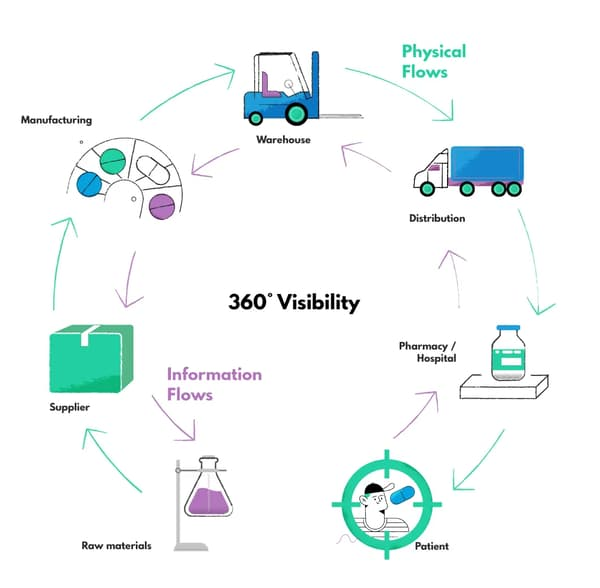 Physical
Flows
Manufacturing
Warehouse
Distribution
360° Visibility
Pharmacy /
Hospital
Information
Flows
Supplier
Raw materials
Patient